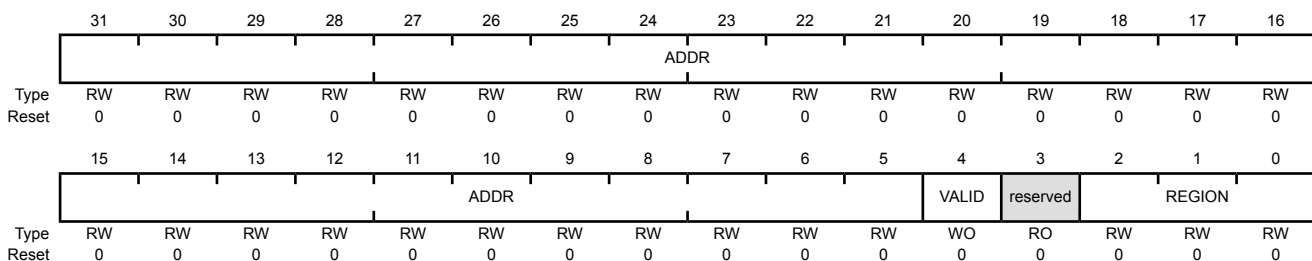 31 30 29 28 27 26 25 24 23 22 21 20 19 18 17 16
ADDR
Type RW RW RW RW RW RW RW RW RW RW RW RW RW RW RW RW
Reset 0 0 0 0 0 0 0 0 0 0 0 0 0 0 0 0
15 14 13 12 11 10 9 8 7 6 5 4 3 2 1 0
ADDR VALID reserved REGION
Type RW RW RW RW RW RW RW RW RW RW RW WO RO RW RW RW
Reset 0 0 0 0 0 0 0 0 0 0 0 0 0 0 0 0